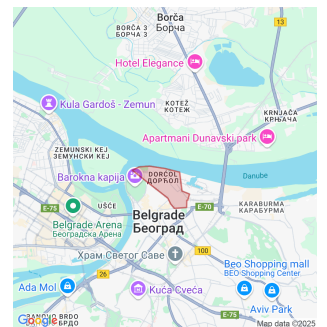 Borča
Борча
BORČA 3
БОРЧА 3
13
Hotel Elegance
KOTEŽ
КОТЕЖ
Kula Gardoš - Zemun
KRNJAČA
КРЊАЧА
Apartmani Dunavski park
ZEMUNSKI KEJ
ЗЕМУНСКИ КЕЈ
Barokna kapija
DORĆOL
ДОРЋОЛ
Danube
UŠĆE
УШЋЕ
E-70
KARABURMA
КАРАБУРМА
E-75
Belgrade
Београд
Belgrade Arena
Београдска Арена
100
Храм Светог Саве
Beo Shopping mall
BEO Shopping Center
Ada Mol
Kuća Cveća
Aviv Park
E-75
Google
Map data ©2025